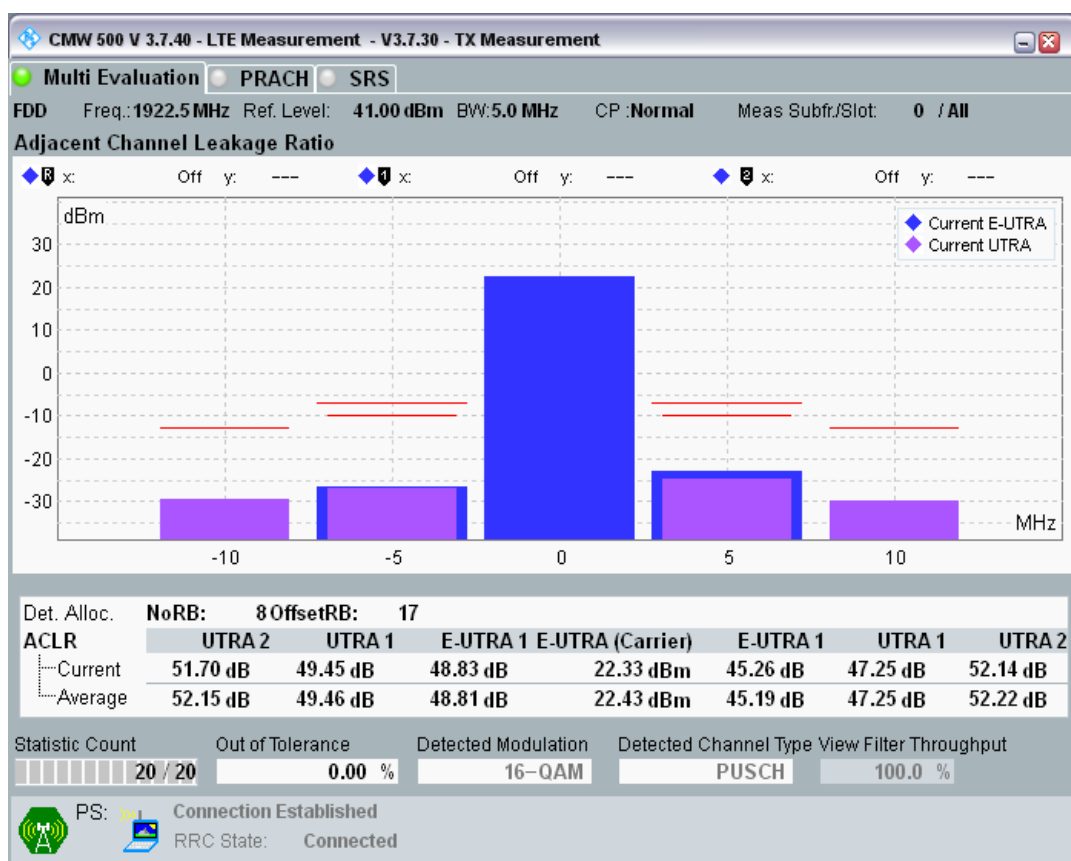 CMW 500 V 3.7.40 - LTE Measurement - V3.7.30 - TX Measurement
Multi Evaluation PRACH SRS
FDD Freq.: 1922.5 MHz Ref. Level: 41.00 dBm BW: 5.0 MHz CP : Normal Meas Subfr./Slot: 0 / All
Adjacent Channel Leakage Ratio
R x: Off y: --- 1 x: Off y: --- 2 x: Off y: ---
dBm
Current E-UTRA
Current UTRA
30
20
10
0
-10
-20
-30
MHz
-10 -5 0 5 10
Det. Alloc. NoRB: 8 OffsetRB: 17
ACLR UTRA 2 UTRA 1 E-UTRA 1 E-UTRA (Carrier) E-UTRA 1 UTRA 1 UTRA 2
Current 51.70 dB 49.45 dB 48.83 dB 22.33 dBm 45.26 dB 47.25 dB 52.14 dB
Average 52.15 dB 49.46 dB 48.81 dB 22.43 dBm 45.19 dB 47.25 dB 52.22 dB
Statistic Count Out of Tolerance Detected Modulation Detected Channel Type View Filter Throughput
20 / 20 0.00 % 16-QAM PUSCH 100.0 %
PS: Connection Established
RRC State: Connected